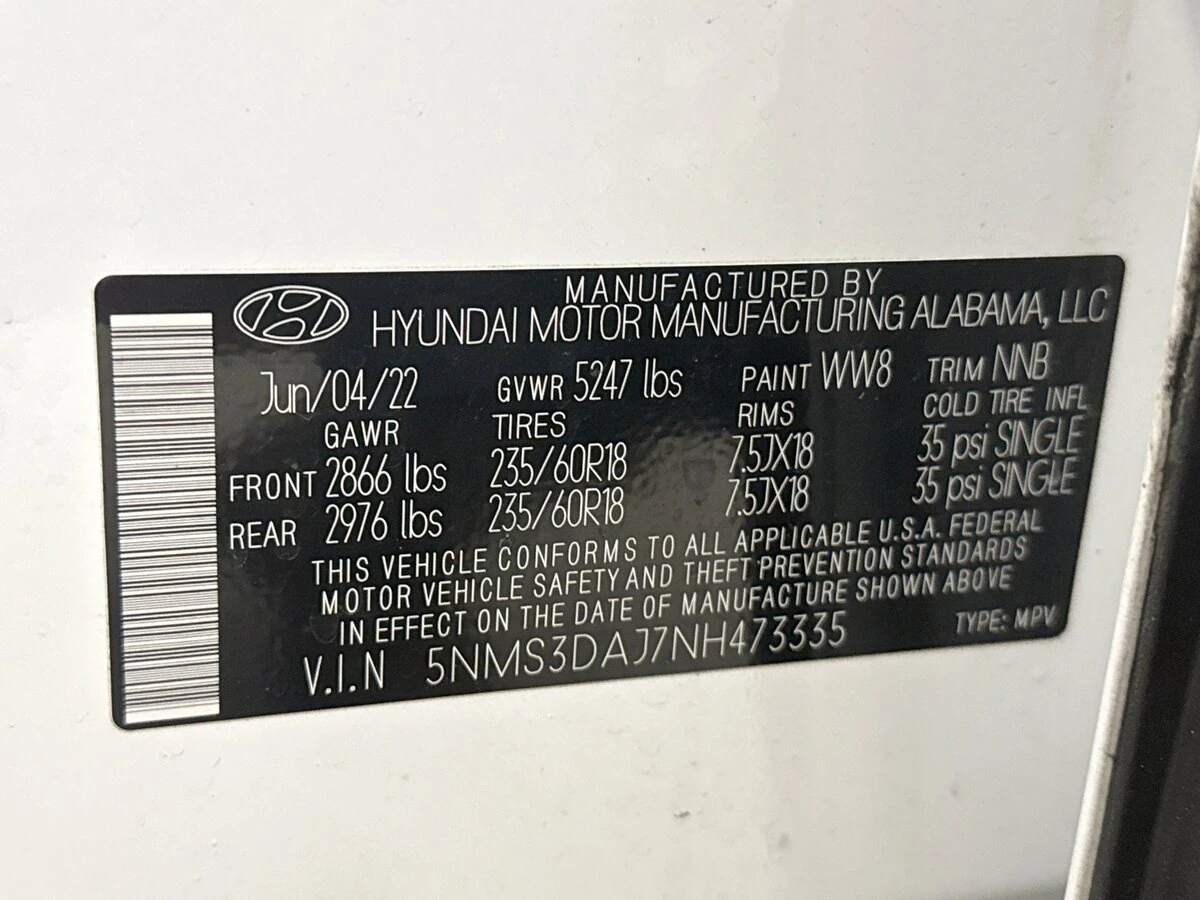 MANUFACTURED BY
HYUNDAI MOTOR MANUFACTURING ALABAMA, LLC
Jun/04/22 GVWR 5247 lbs PAINT WW8 TRIM NNB
GAWR TIRES RIMS COLD TIRE INFL
FRONT 2866 lbs 235/60R18 7.5JX18 35 psi SINGLE
REAR 2976 lbs 235/60R18 7.5JX18 35 psi SINGLE
THIS VEHICLE CONFORMS TO ALL APPLICABLE U.S.A. FEDERAL
MOTOR VEHICLE SAFETY AND THEFT PREVENTION STANDARDS
IN EFFECT ON THE DATE OF MANUFACTURE SHOWN ABOVE
V.I.N 5NMS3DAJ7NH473335 TYPE: MPV